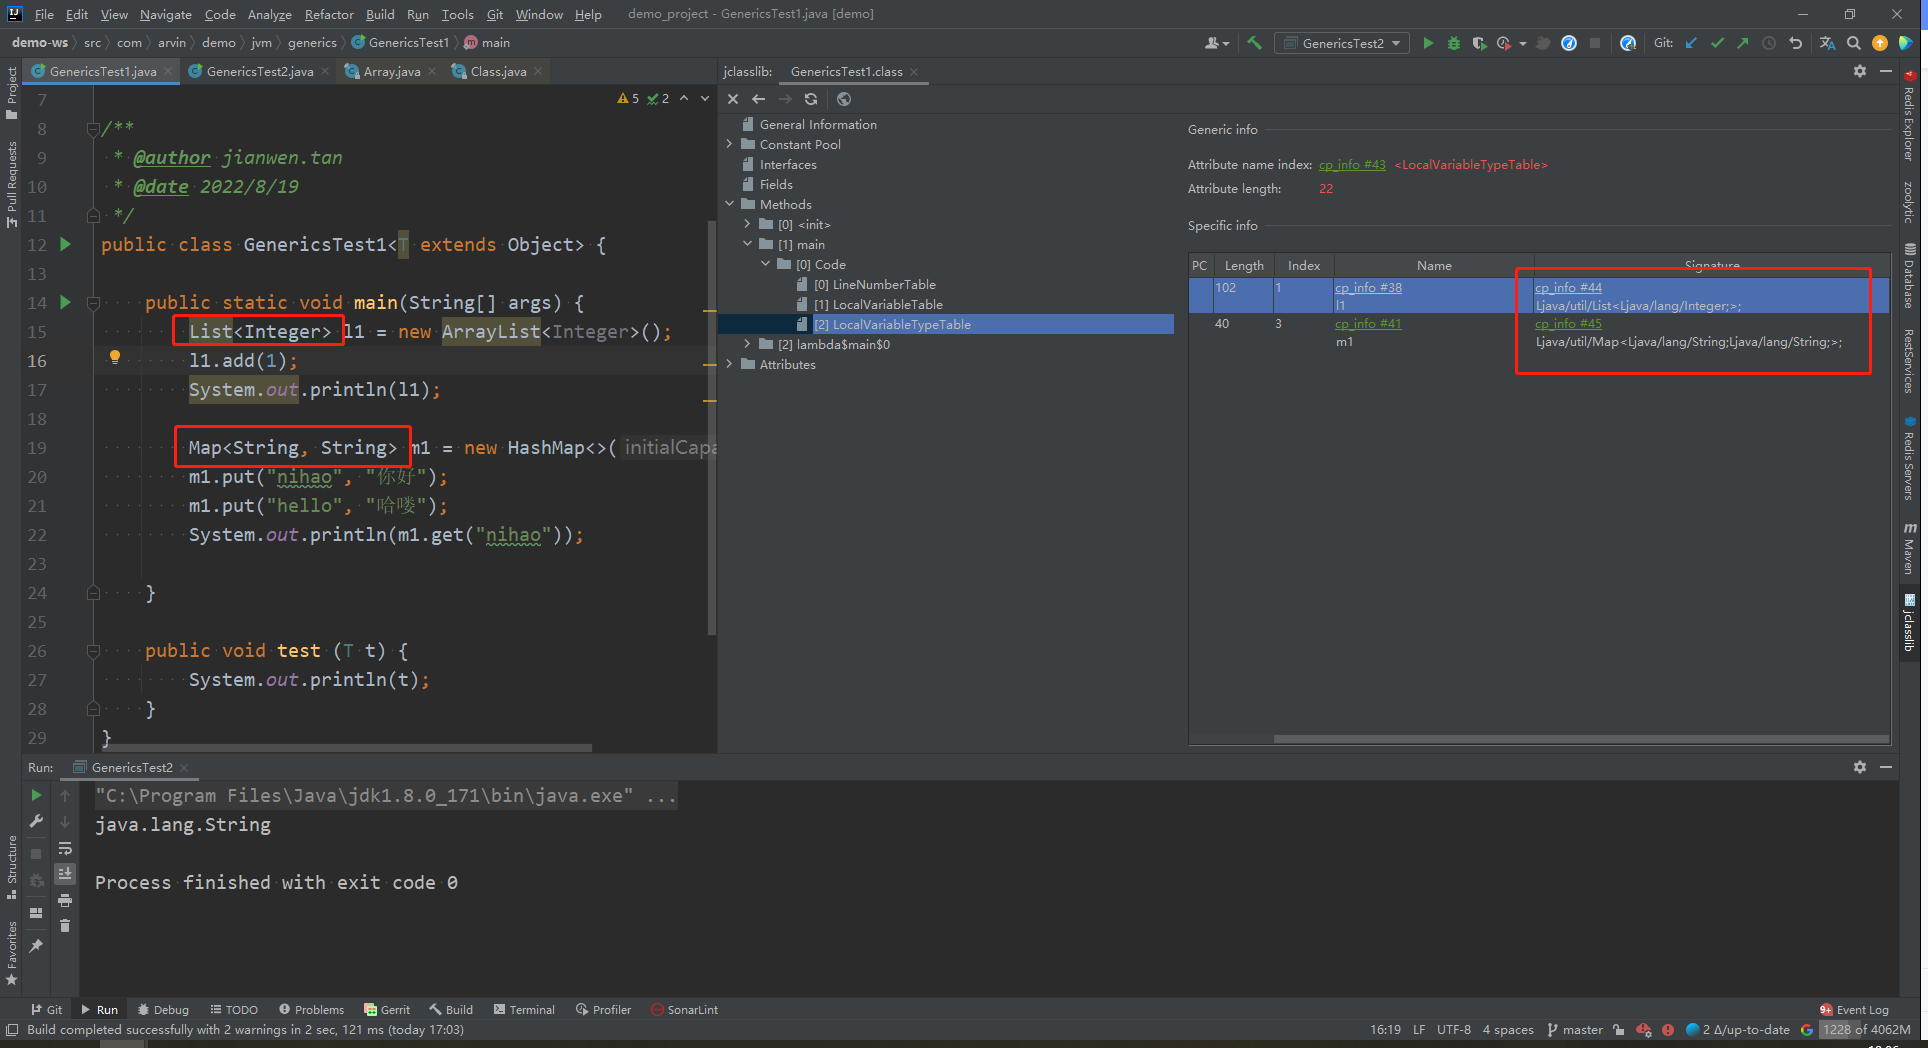 File Edit View Navigate Code Analyze Refactor Build Run Tools Git Window Help demo_project - GenericsTest1.java [demo]
demo-ws src com arvin demo jvm generics GenericsTest1 main
GenericsTest2 Git:
GenericsTest1.java GenericsTest2.java Array.java Class.java
5 2
7
8 /**
9 * @author jianwen.tan
10 * @date 2022/8/19
11 */
12 public class GenericsTest1<T extends Object> {
13
14 public static void main(String[] args) {
15 List<Integer> l1 = new ArrayList<Integer>();
16 l1.add(1);
17 System.out.println(l1);
18
19 Map<String, String> m1 = new HashMap<>( initialCapa
20 m1.put("nihao", "你好");
21 m1.put("hello", "哈喽");
22 System.out.println(m1.get("nihao"));
23
24 }
25
26 public void test (T t) {
27 System.out.println(t);
28 }
29 }
jclasslib: GenericsTest1.class
General Information
Constant Pool
Interfaces
Fields
Methods
[0] <init>
[1] main
[0] Code
[0] LineNumberTable
[1] LocalVariableTable
[2] LocalVariableTypeTable
[2] lambda$main$0
Attributes
Generic info
Attribute name index: cp_info #43 <LocalVariableTypeTable>
Attribute length: 22
Specific info
PC Length Index Name Signature
102 1 cp_info #38 cp_info #44
l1 Ljava/util/List<Ljava/lang/Integer;>;
40 3 cp_info #41 cp_info #45
m1 Ljava/util/Map<Ljava/lang/String;Ljava/lang/String;>;
Project
Pull Requests
Structure
Favorites
Redis Explorer
zoolytic
Database
RestServices
Redis Servers
Maven
jclasslib
Run: GenericsTest2
"C:\Program Files\Java\jdk1.8.0_171\bin\java.exe" ...
java.lang.String
Process finished with exit code 0
Git Run Debug TODO Problems Gerrit Build Terminal Profiler SonarLint 9+ Event Log
Build completed successfully with 2 warnings in 2 sec, 121 ms (today 17:03) 16:19 LF UTF-8 4 spaces master 2 Δ/up-to-date 1228 of 4062M